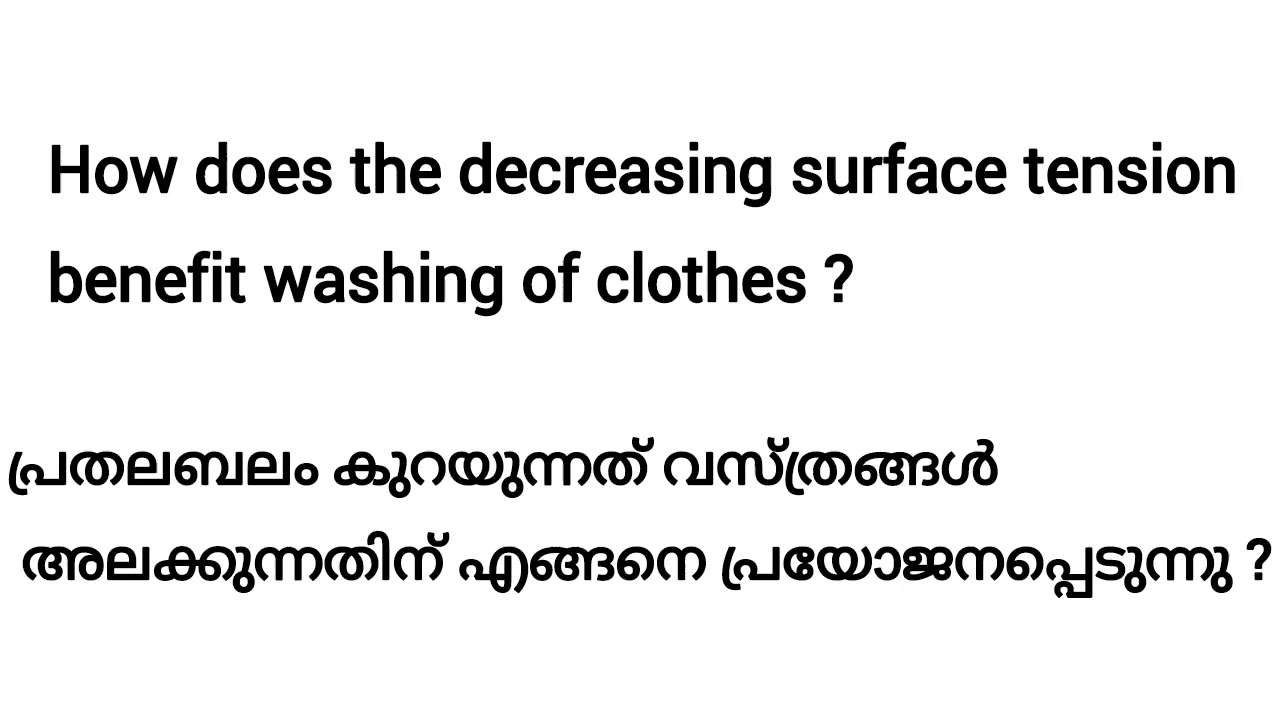 How does the decreasing surface tension
benefit washing of clothes ?
പ്രതലബലം കുറയുന്നത് വസ്ത്രങ്ങൾ
അലക്കുന്നതിന് എങ്ങനെ പ്രയോജനപ്പെടുന്നു ?